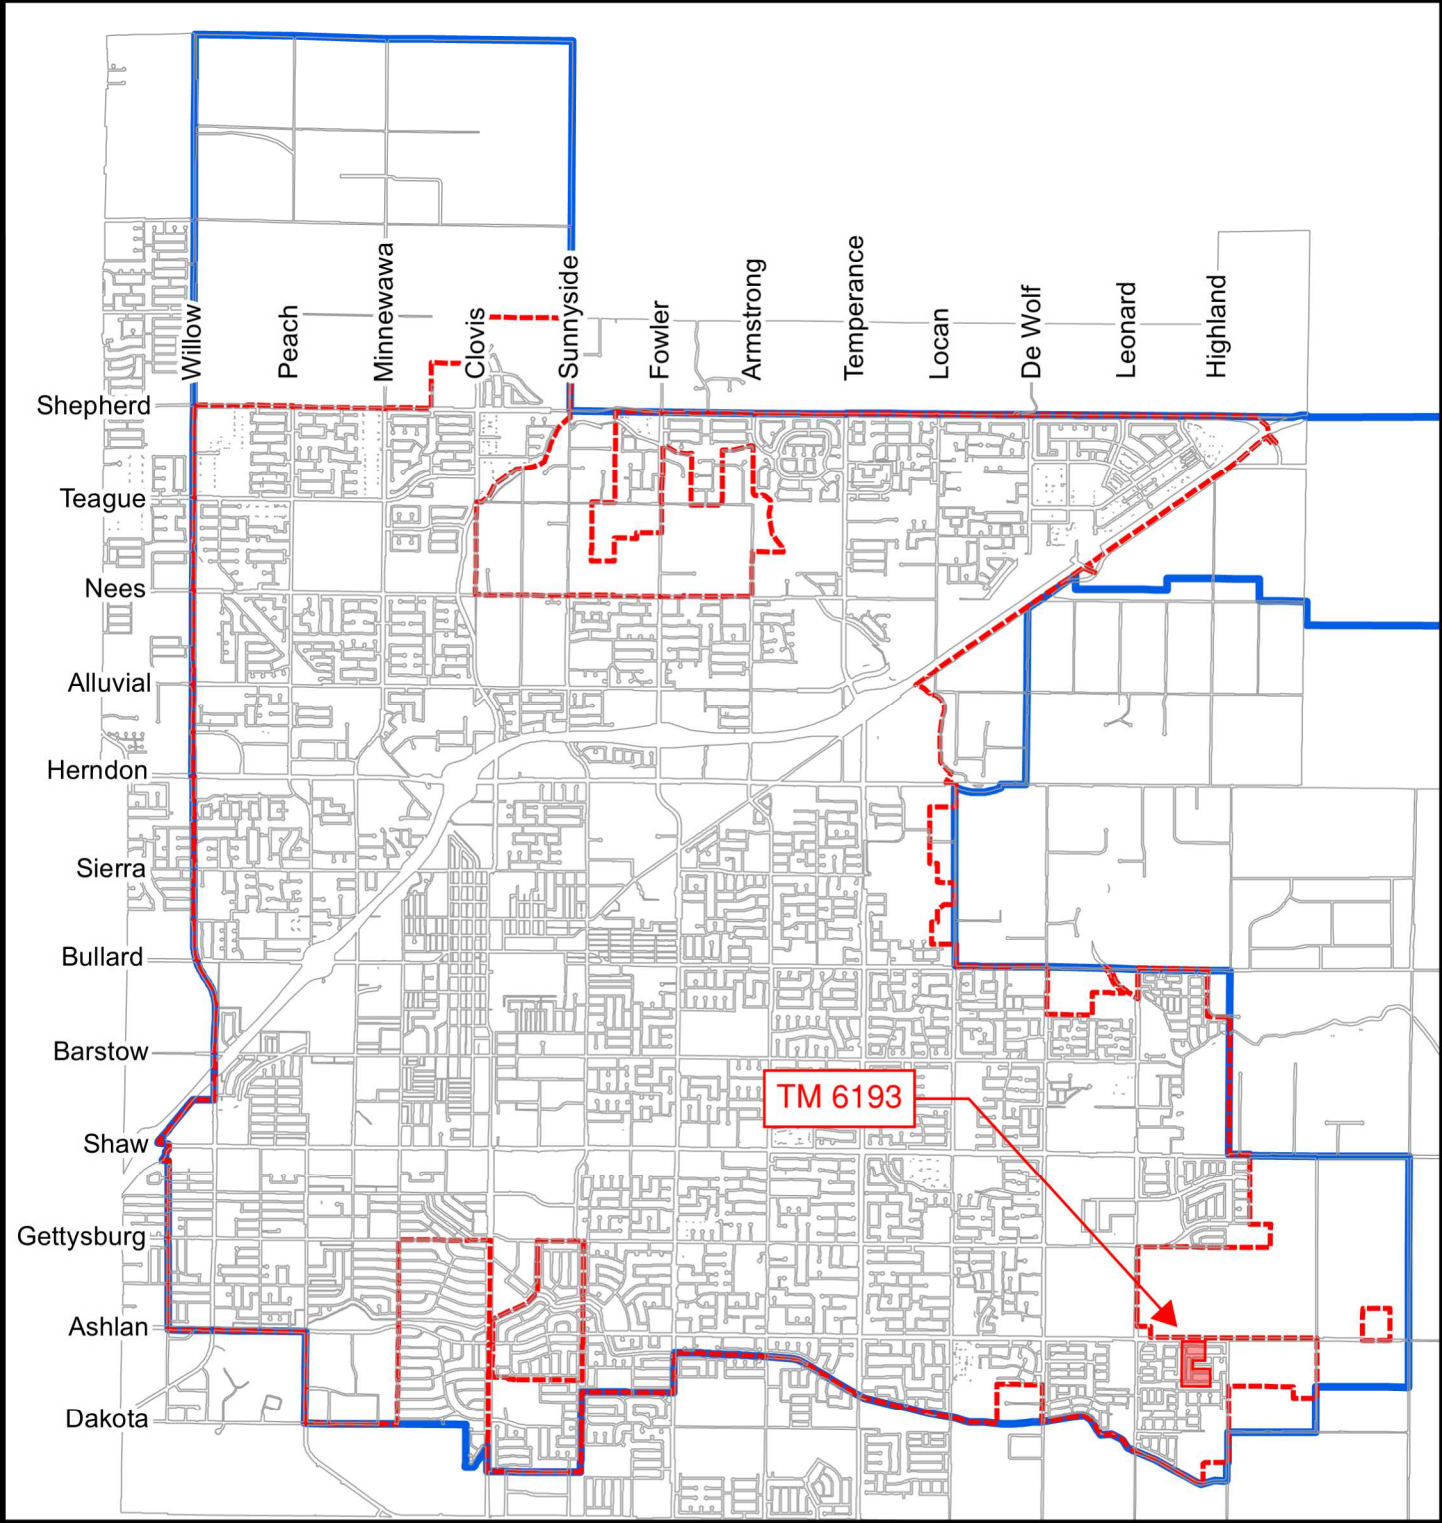 Willow
Peach
Minnewawa
Clovis
Sunnyside
Fowler
Armstrong
Temperance
Locan
De Wolf
Leonard
Highland
Shepherd
Teague
Nees
Alluvial
Herndon
Sierra
Bullard
Barstow
TM 6193
Shaw
Gettysburg
Ashlan
Dakota